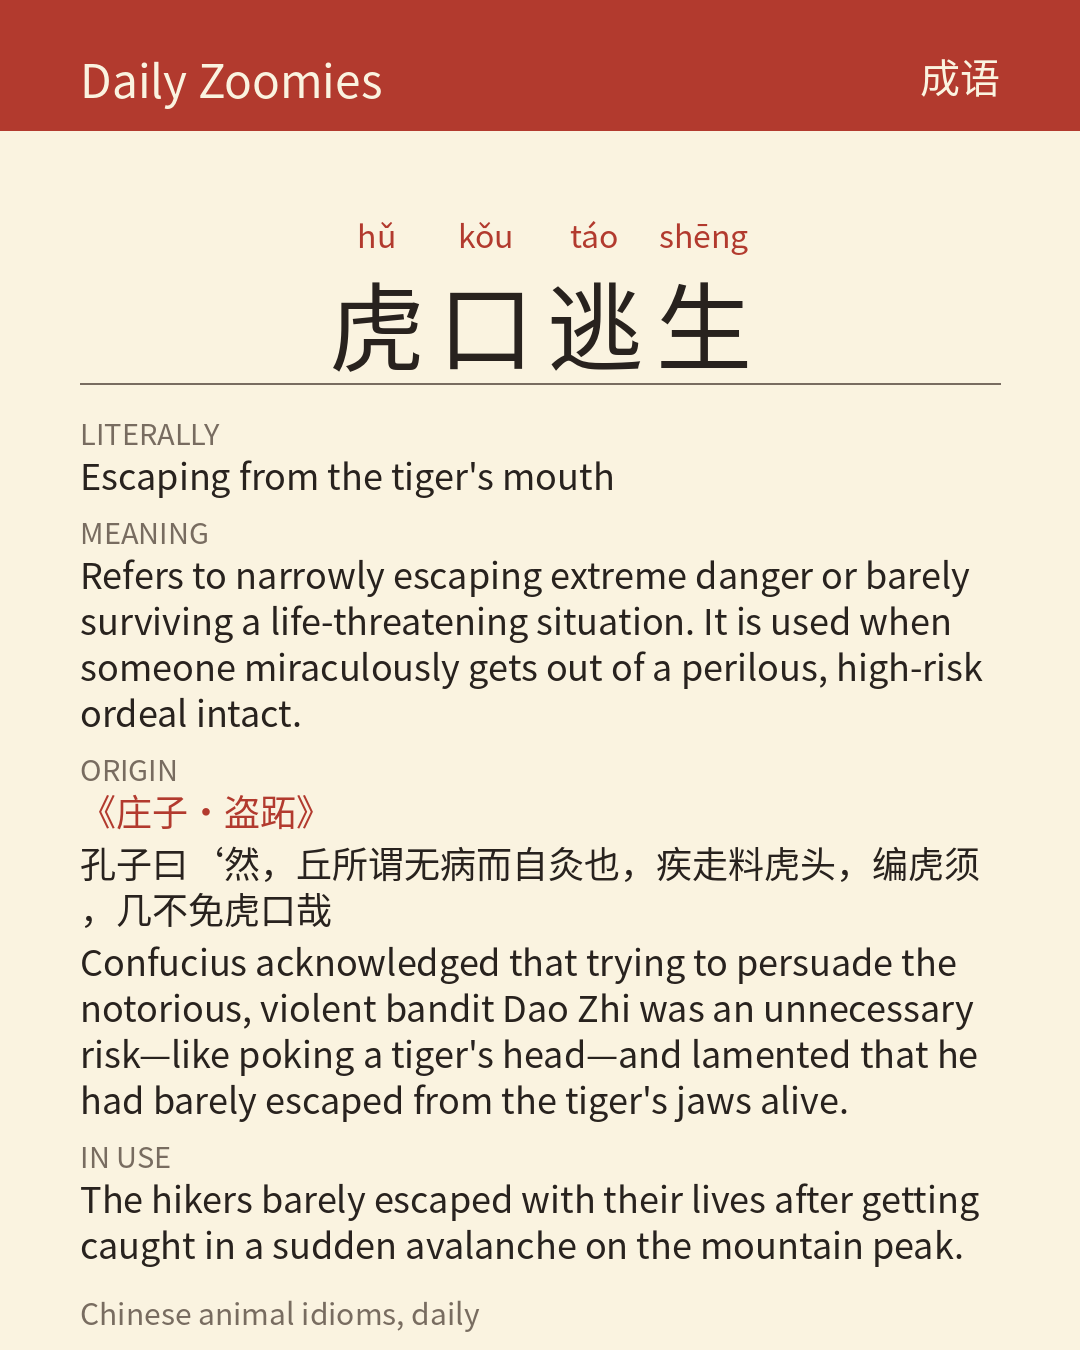 Daily Zoomies
成语
hǔ kǒu táo shēng
虎口逃生
LITERALLY
Escaping from the tiger's mouth
MEANING
Refers to narrowly escaping extreme danger or barely
surviving a life-threatening situation. It is used when
someone miraculously gets out of a perilous, high-risk
ordeal intact.
ORIGIN
《庄子·盗跖》
孔子曰‘然，丘所谓无病而自灸也，疾走料虎头，编虎须
，几不免虎口哉
Confucius acknowledged that trying to persuade the
notorious, violent bandit Dao Zhi was an unnecessary
risk—like poking a tiger's head—and lamented that he
had barely escaped from the tiger's jaws alive.
IN USE
The hikers barely escaped with their lives after getting
caught in a sudden avalanche on the mountain peak.
Chinese animal idioms, daily